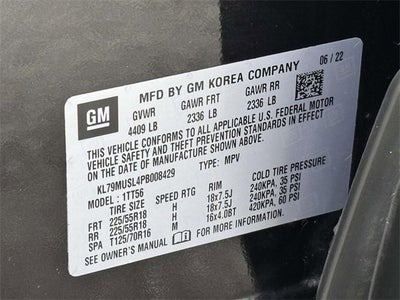 GM
MFD BY GM KOREA COMPANY 06 / 22
GVWR GAWR FRT GAWR RR
4409 LB 2336 LB 2336 LB
THIS VEHICLE CONFORMS TO ALL APPLICABLE U.S. FEDERAL MOTOR
VEHICLE SAFETY AND THEFT PREVENTION STANDARDS IN EFFECT
ON THE DATE OF MANUFACTURE SHOWN ABOVE.
KL79MUSL4PB008429 TYPE: MPV
MODEL: 1TT56
TIRE SIZE SPEED RTG RIM COLD TIRE PRESSURE
FRT 225/55R18 H 18x7.5J 240KPA, 35 PSI
RR 225/55R18 H 18x7.5J 240KPA, 35 PSI
SPA T125/70R16 M 16x4.0BT 420KPA, 60 PSI
SEE OWNER'S MANUAL FOR MORE INFORMATION.